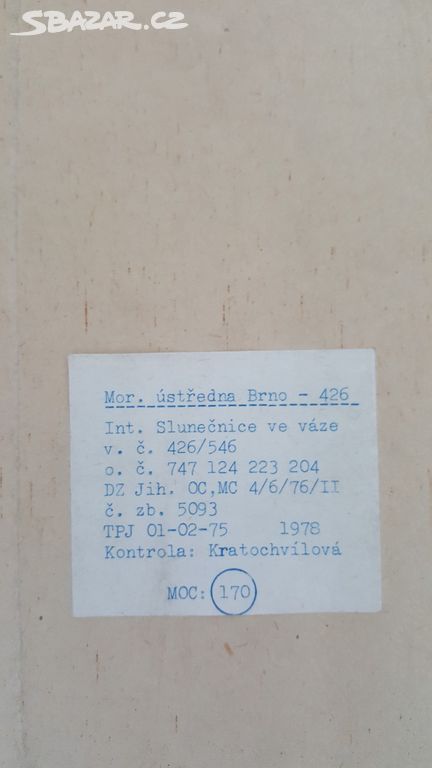 SBAZAR.CZ
Mor. ústředna Brno - 426
Int. Slunečnice ve váze
v. č. 426/546
o. č. 747 124 223 204
DZ Jih. OC,MC 4/6/76/II
č. zb. 5093
TPJ 01-02-75 1978
Kontrola: Kratochvílová
MOC: 170